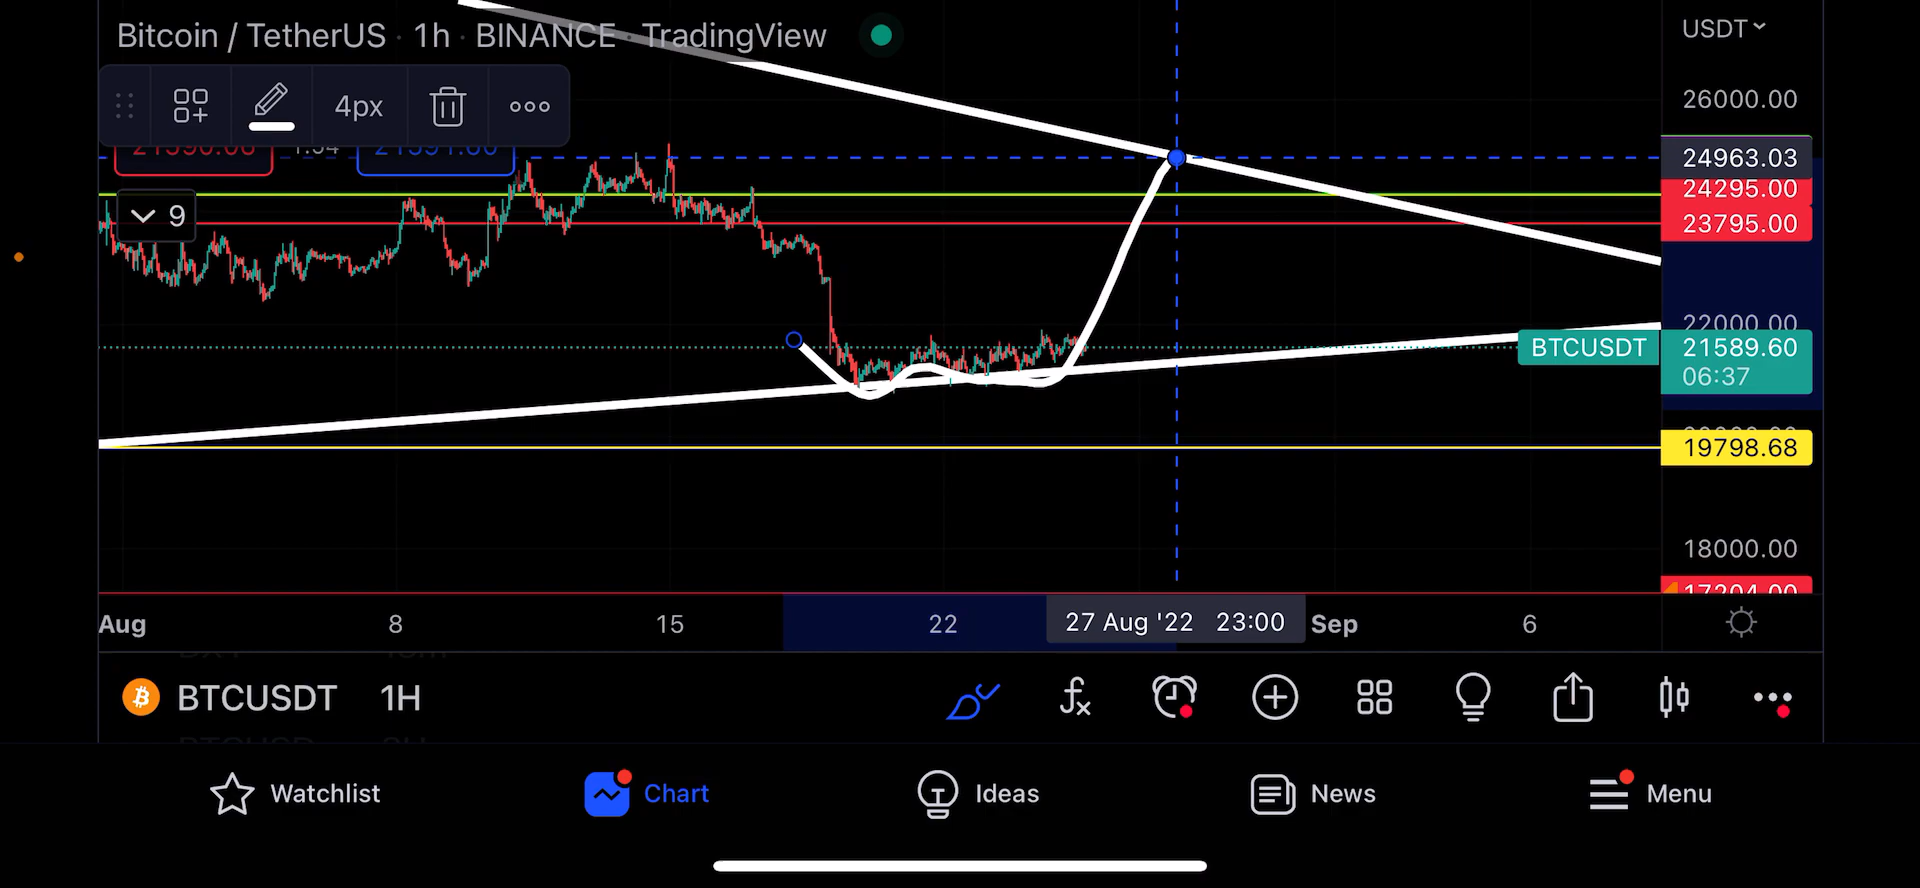 Bitcoin / TetherUS · 1h · BINANCE · TradingView
USDT
4px
26000.00
24963.03
24295.00
23795.00
9
22000.00
BTCUSDT 21589.60
06:37
19798.68
18000.00
17204.00
Aug 8 15 22 27 Aug '22 23:00 Sep 6
BTCUSDT 1H
Watchlist Chart Ideas News Menu